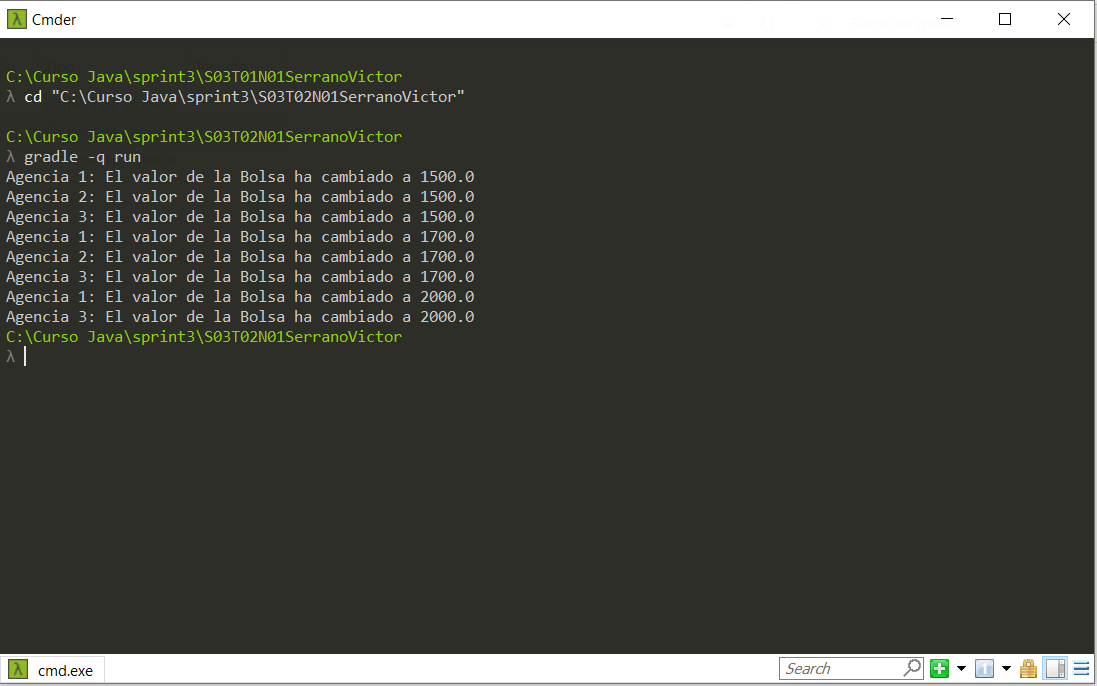 Cmder
C:\Curso Java\sprint3\S03T01N01SerranoVictor
λ cd "C:\Curso Java\sprint3\S03T02N01SerranoVictor"
C:\Curso Java\sprint3\S03T02N01SerranoVictor
λ gradle -q run
Agencia 1: El valor de la Bolsa ha cambiado a 1500.0
Agencia 2: El valor de la Bolsa ha cambiado a 1500.0
Agencia 3: El valor de la Bolsa ha cambiado a 1500.0
Agencia 1: El valor de la Bolsa ha cambiado a 1700.0
Agencia 2: El valor de la Bolsa ha cambiado a 1700.0
Agencia 3: El valor de la Bolsa ha cambiado a 1700.0
Agencia 1: El valor de la Bolsa ha cambiado a 2000.0
Agencia 3: El valor de la Bolsa ha cambiado a 2000.0
C:\Curso Java\sprint3\S03T02N01SerranoVictor
λ
λ cmd.exe
Search